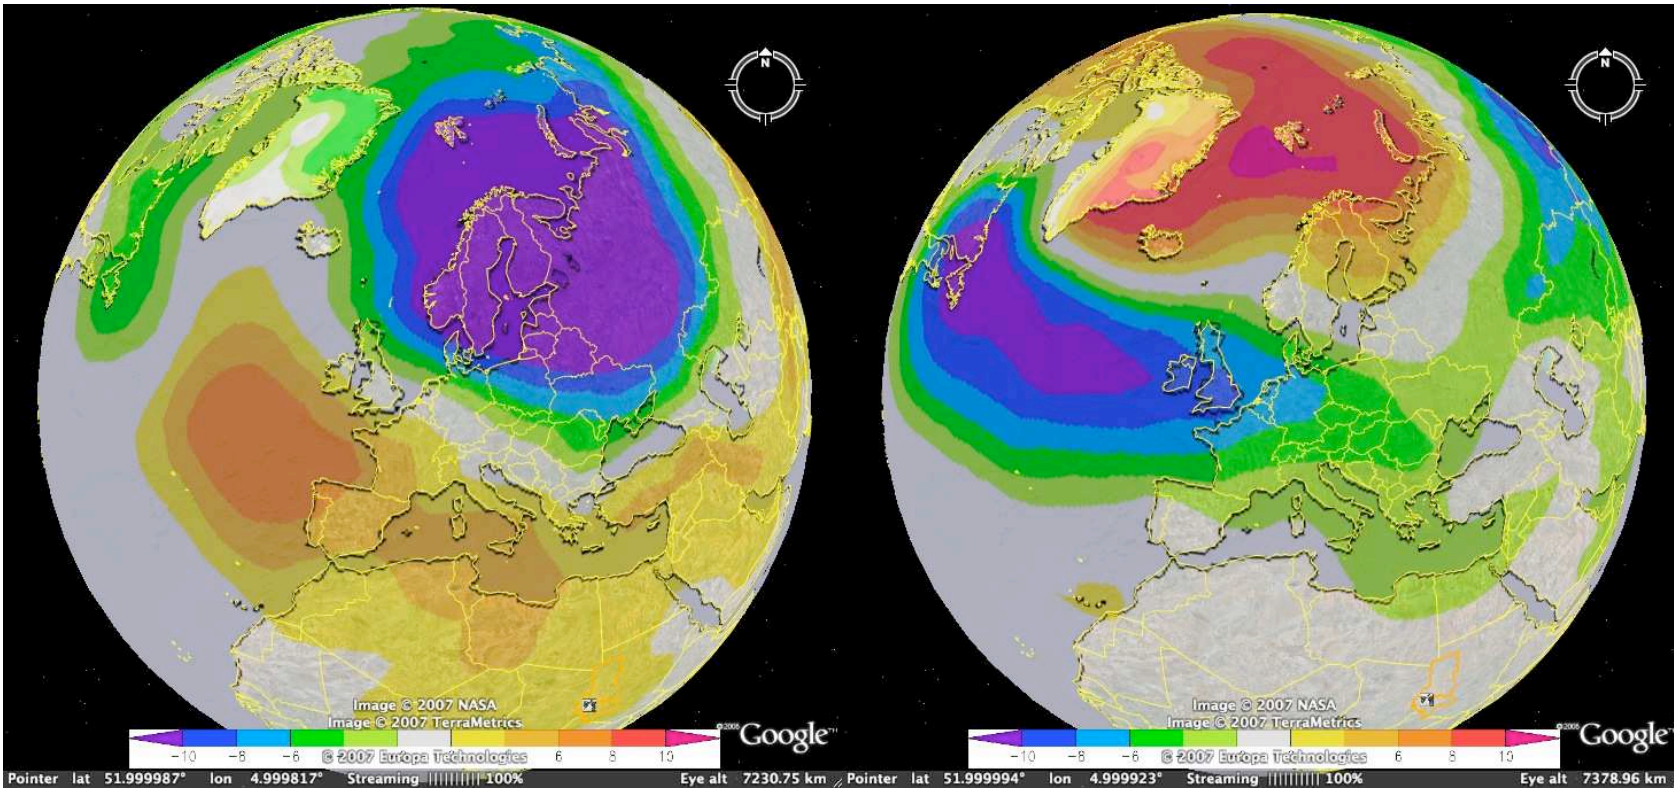 N
Image © 2007 NASA
Image © 2007 TerraMetrics
© 2007 Europa Technologies
-10 -8 -6 -4 6 8 10
Google™
Pointer lat 51.999987° lon 4.999817° Streaming 100% Eye alt 7230.75 km
N
Image © 2007 NASA
Image © 2007 TerraMetrics
© 2007 Europa Technologies
-10 -8 -6 6 8 10
Google™
Pointer lat 51.999994° lon 4.999923° Streaming 100% Eye alt 7378.96 km